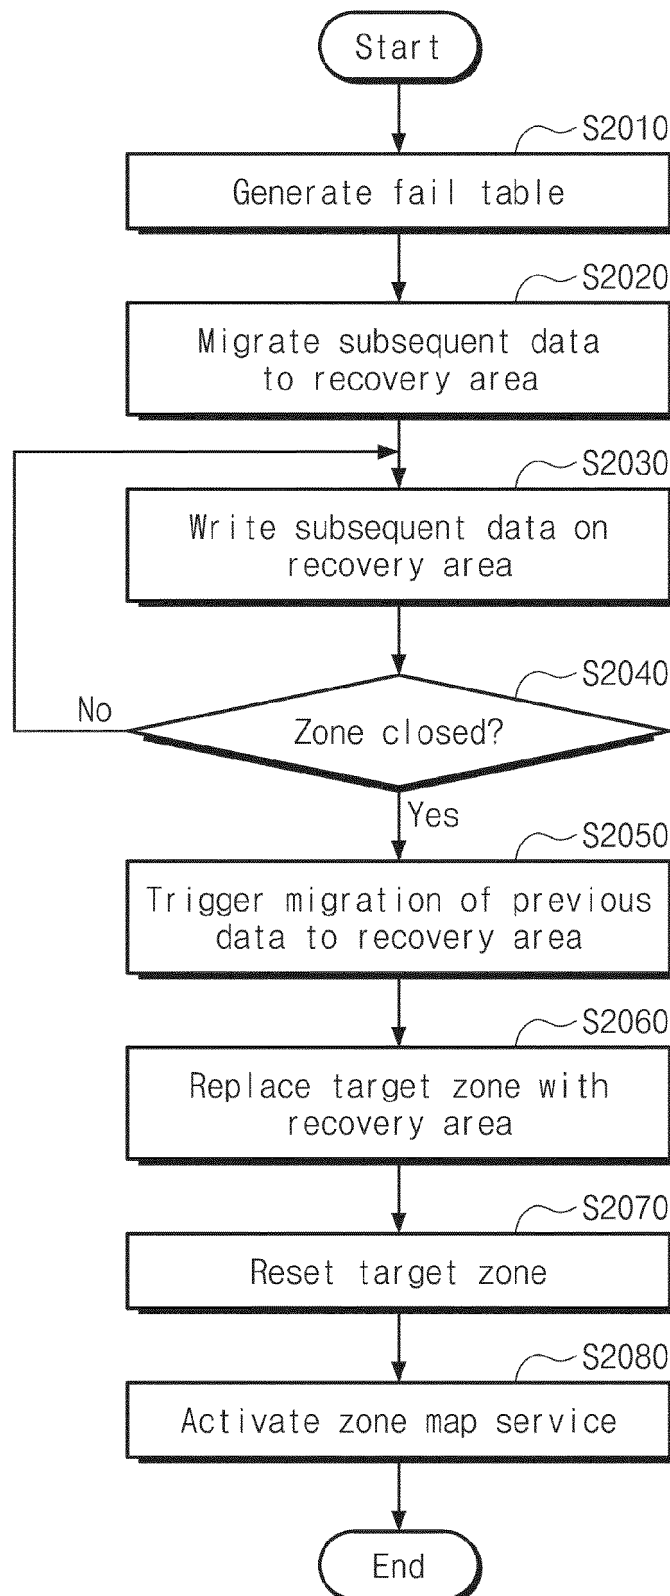 Start
S2010
Generate fail table
S2020
Migrate subsequent data
to recovery area
S2030
Write subsequent data on
recovery area
S2040
No
Zone closed?
Yes
S2050
Trigger migration of previous
data to recovery area
S2060
Replace target zone with
recovery area
S2070
Reset target zone
S2080
Activate zone map service
End